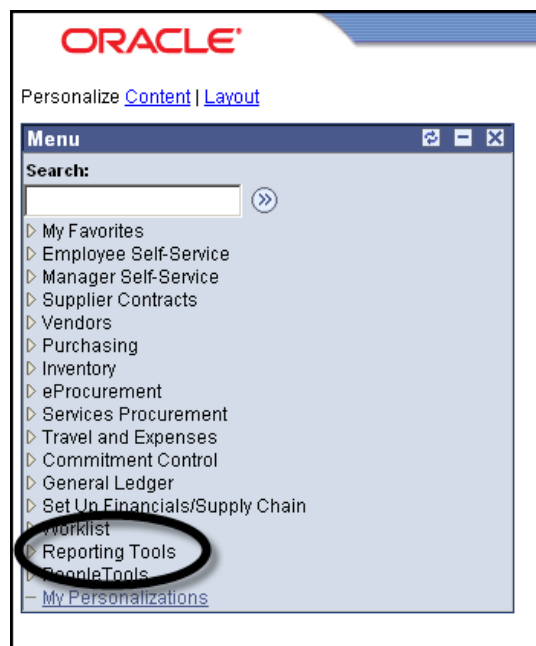 ORACLE
Personalize Content | Layout
Menu
Search:
My Favorites
Employee Self-Service
Manager Self-Service
Supplier Contracts
Vendors
Purchasing
Inventory
eProcurement
Services Procurement
Travel and Expenses
Commitment Control
General Ledger
Set Up Financials/Supply Chain
Worklist
Reporting Tools
PeopleTools
My Personalizations